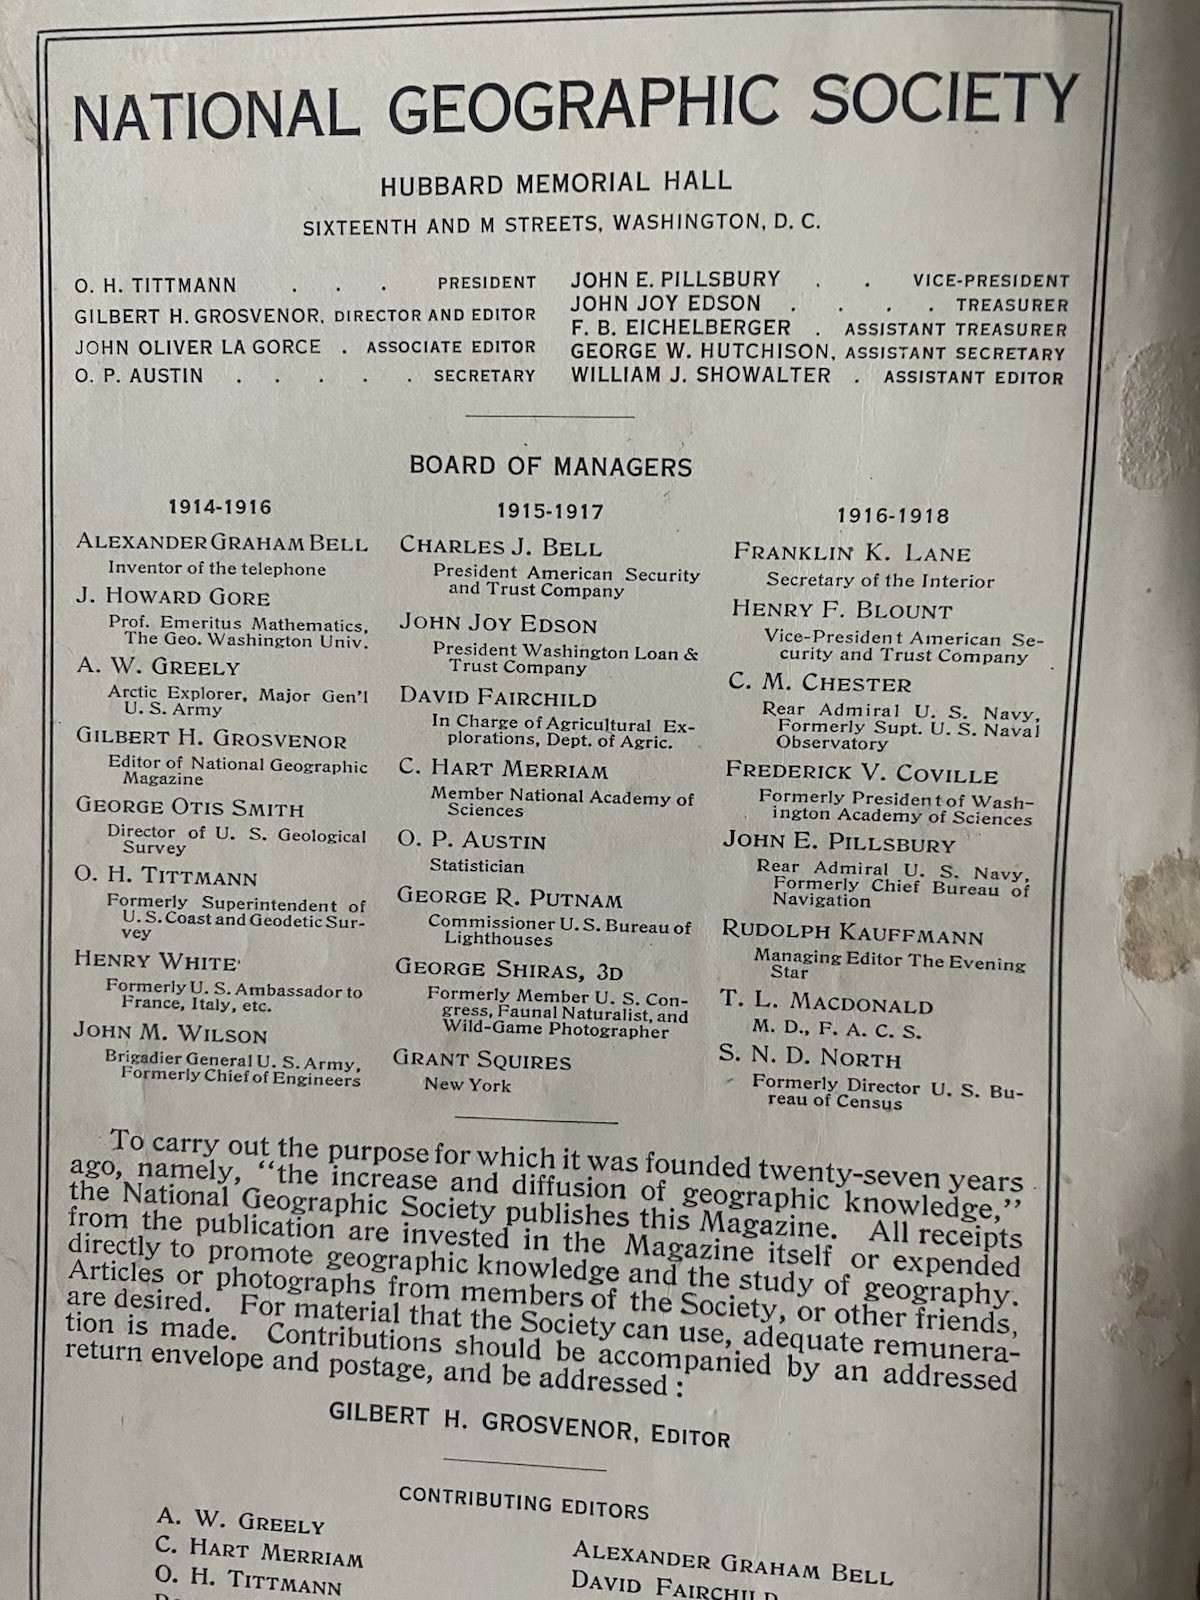 NATIONAL GEOGRAPHIC SOCIETY
HUBBARD MEMORIAL HALL
SIXTEENTH AND M STREETS, WASHINGTON, D. C.
O. H. TITTMANN . . . PRESIDENT
GILBERT H. GROSVENOR, DIRECTOR AND EDITOR
JOHN OLIVER LA GORCE . ASSOCIATE EDITOR
O. P. AUSTIN . . . . . SECRETARY
JOHN E. PILLSBURY . . VICE-PRESIDENT
JOHN JOY EDSON . . . . TREASURER
F. B. EICHELBERGER . ASSISTANT TREASURER
GEORGE W. HUTCHISON, ASSISTANT SECRETARY
WILLIAM J. SHOWALTER . ASSISTANT EDITOR
BOARD OF MANAGERS
1914-1916
ALEXANDER GRAHAM BELL
Inventor of the telephone
J. HOWARD GORE
Prof. Emeritus Mathematics,
The Geo. Washington Univ.
A. W. GREELY
Arctic Explorer, Major Gen'l
U. S. Army
GILBERT H. GROSVENOR
Editor of National Geographic
Magazine
GEORGE OTIS SMITH
Director of U. S. Geological
Survey
O. H. TITTMANN
Formerly Superintendent of
U. S. Coast and Geodetic Sur-
vey
HENRY WHITE
Formerly U. S. Ambassador to
France, Italy, etc.
JOHN M. WILSON
Brigadier General U. S. Army,
Formerly Chief of Engineers
1915-1917
CHARLES J. BELL
President American Security
and Trust Company
JOHN JOY EDSON
President Washington Loan &
Trust Company
DAVID FAIRCHILD
In Charge of Agricultural Ex-
plorations, Dept. of Agric.
C. HART MERRIAM
Member National Academy of
Sciences
O. P. AUSTIN
Statistician
GEORGE R. PUTNAM
Commissioner U. S. Bureau of
Lighthouses
GEORGE SHIRAS, 3D
Formerly Member U. S. Con-
gress, Faunal Naturalist, and
Wild-Game Photographer
GRANT SQUIRES
New York
1916-1918
FRANKLIN K. LANE
Secretary of the Interior
HENRY F. BLOUNT
Vice-President American Se-
curity and Trust Company
C. M. CHESTER
Rear Admiral U. S. Navy,
Formerly Supt. U. S. Naval
Observatory
FREDERICK V. COVILLE
Formerly President of Wash-
ington Academy of Sciences
JOHN E. PILLSBURY
Rear Admiral U. S. Navy,
Formerly Chief Bureau of
Navigation
RUDOLPH KAUFFMANN
Managing Editor The Evening
Star
T. L. MACDONALD
M. D., F. A. C. S.
S. N. D. NORTH
Formerly Director U. S. Bu-
reau of Census
To carry out the purpose for which it was founded twenty-seven years
ago, namely, "the increase and diffusion of geographic knowledge,"
the National Geographic Society publishes this Magazine. All receipts
from the publication are invested in the Magazine itself or expended
directly to promote geographic knowledge and the study of geography.
Articles or photographs from members of the Society, or other friends,
are desired. For material that the Society can use, adequate remunera-
tion is made. Contributions should be accompanied by an addressed
return envelope and postage, and be addressed :
GILBERT H. GROSVENOR, EDITOR
CONTRIBUTING EDITORS
A. W. GREELY
C. HART MERRIAM
O. H. TITTMANN
ALEXANDER GRAHAM BELL
DAVID FAIRCHILD